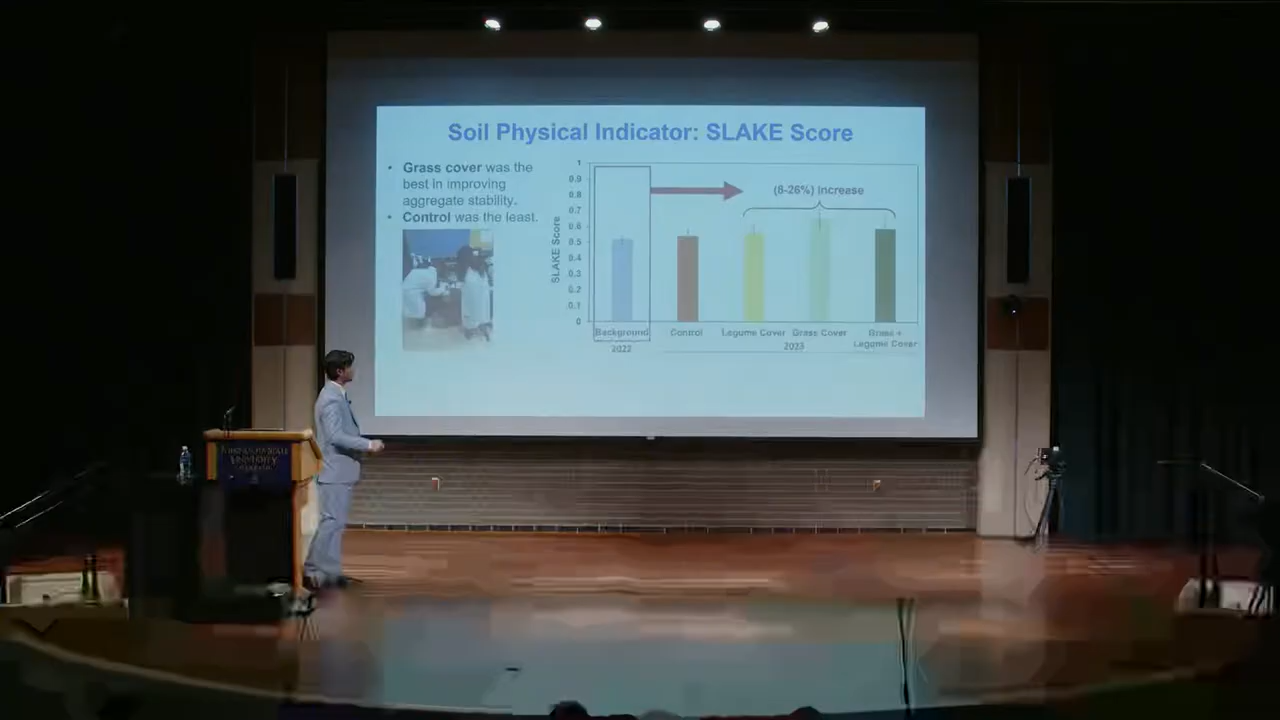 Soil Physical Indicator: SLAKE Score
• Grass cover was the
best in improving
aggregate stability.
• Control was the least.
SLAKE Score
1
0.9
0.8
0.7
0.6
0.5
0.4
0.3
0.2
0.1
0
(8-26%) increase
Background
Control
Legume Cover
Grass Cover
Grass +
Legume Cover
2022
2023
UNIVERSITY